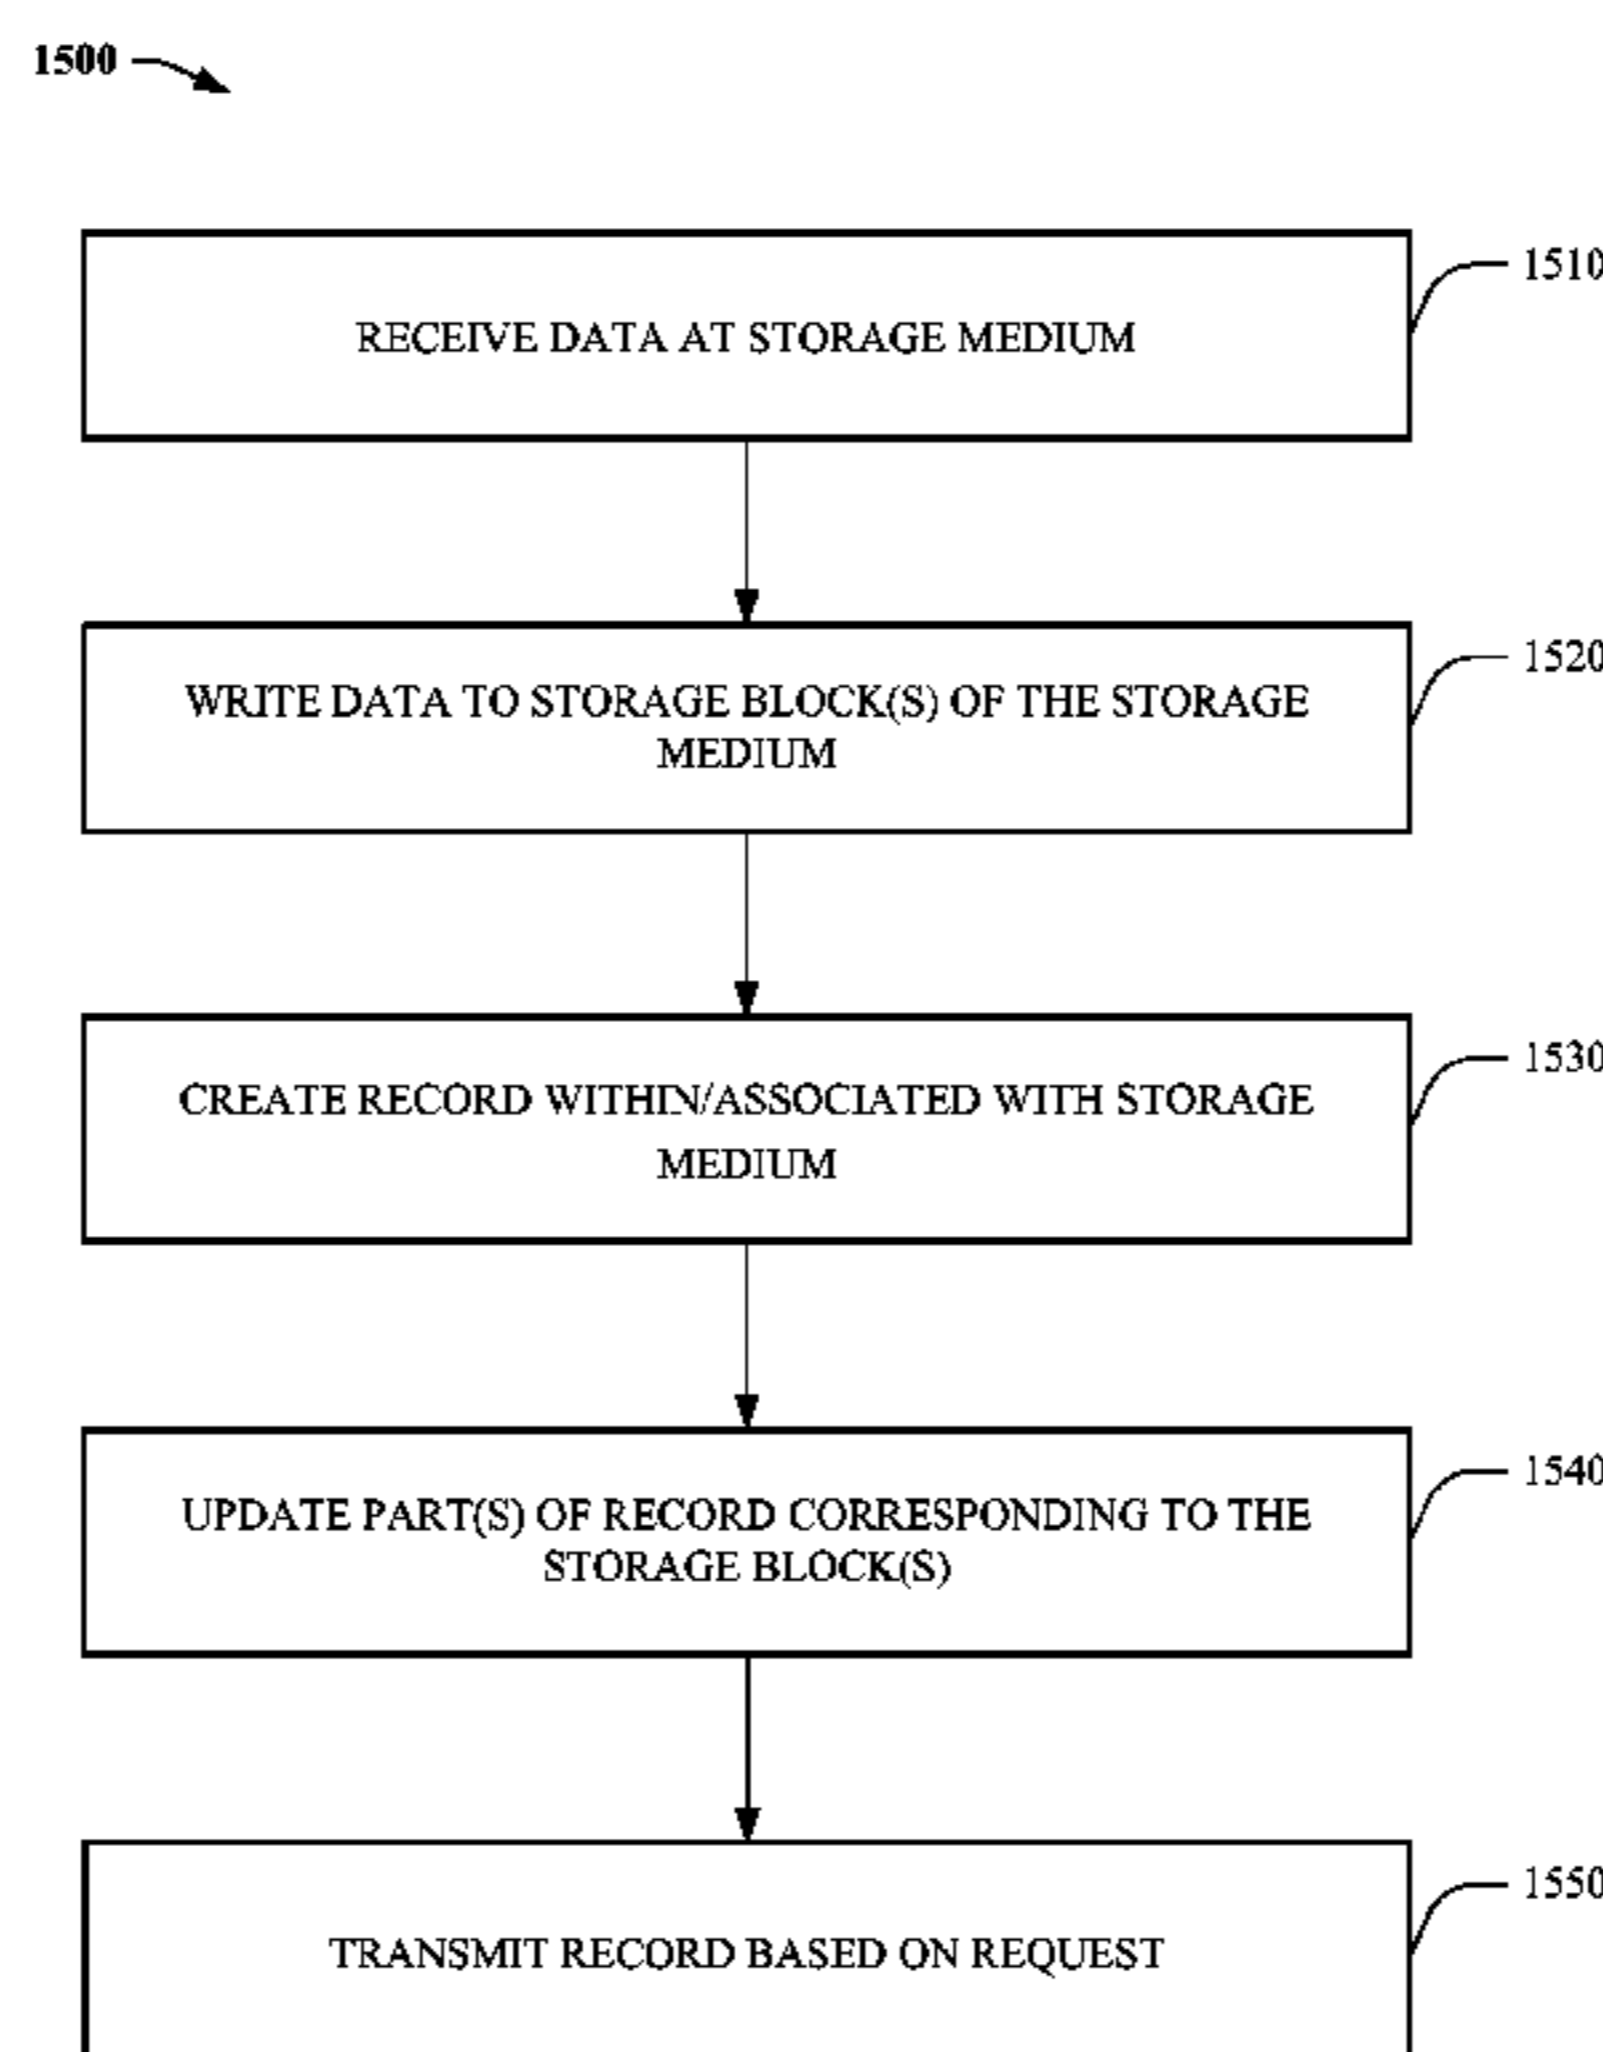 1500
RECEIVE DATA AT STORAGE MEDIUM
1510
WRITE DATA TO STORAGE BLOCK(S) OF THE STORAGE
MEDIUM
1520
CREATE RECORD WITHIN/ASSOCIATED WITH STORAGE
MEDIUM
1530
UPDATE PART(S) OF RECORD CORRESPONDING TO THE
STORAGE BLOCK(S)
1540
TRANSMIT RECORD BASED ON REQUEST
1550